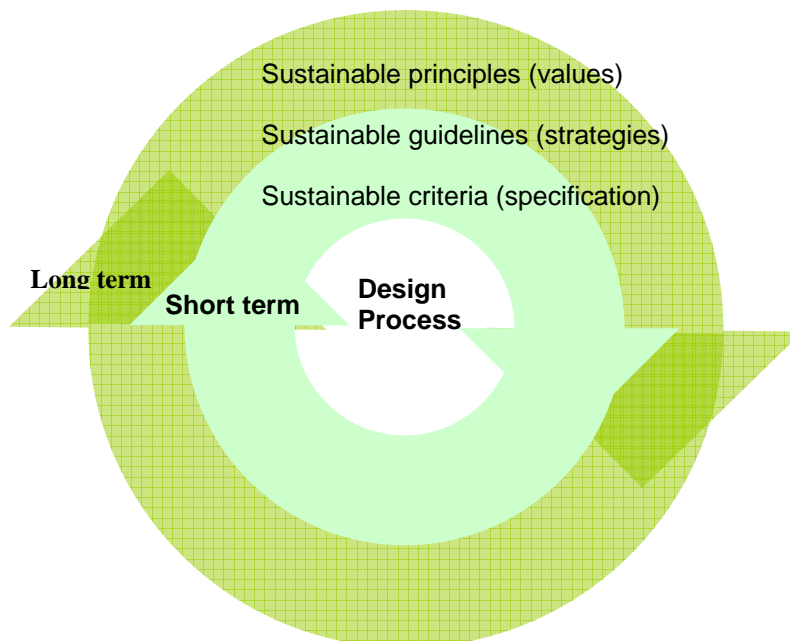 Sustainable principles (values)
Sustainable guidelines (strategies)
Sustainable criteria (specification)
Long term
Short term
Design
Process